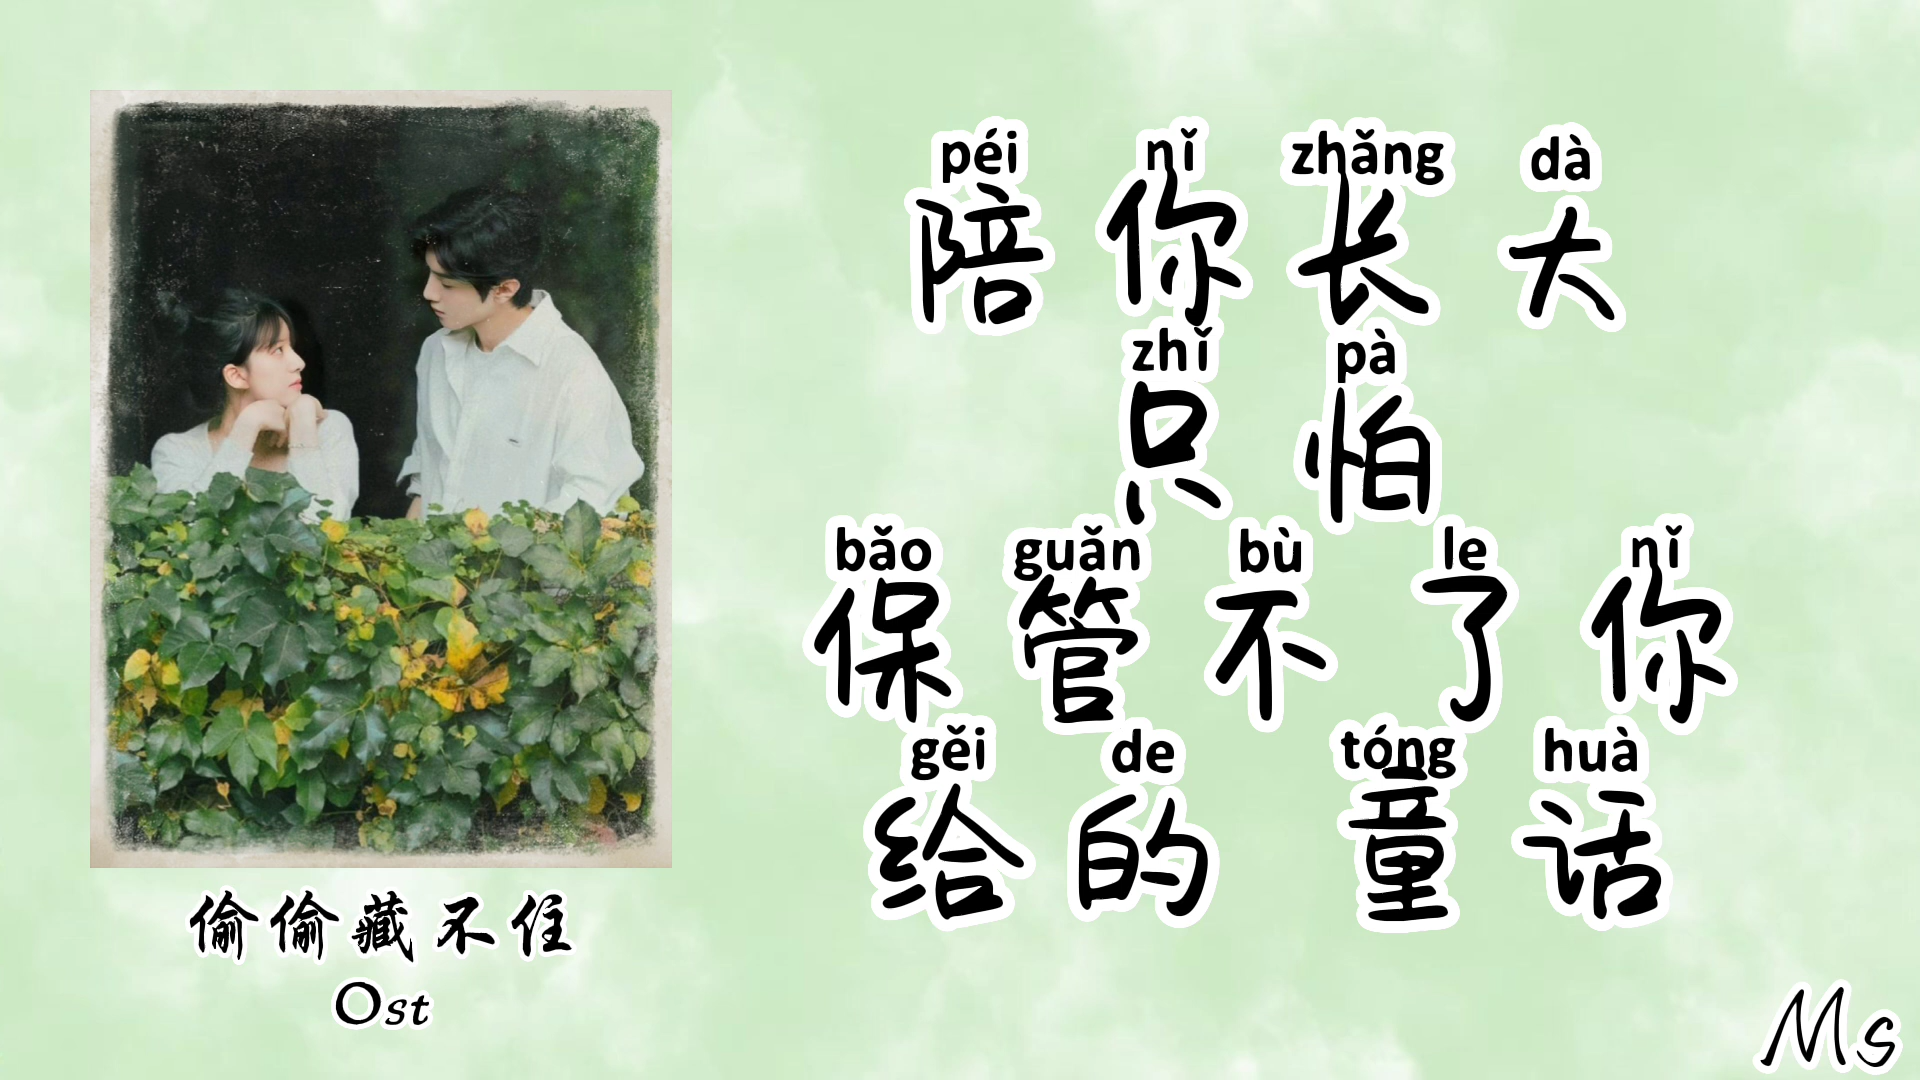 péi nǐ zhǎng dà
陪你长大
zhǐ pà
只怕
bǎo guǎn bù le nǐ
保管不了你
gěi de tóng huà
给的 童话
偷偷藏不住
Ost
Ms